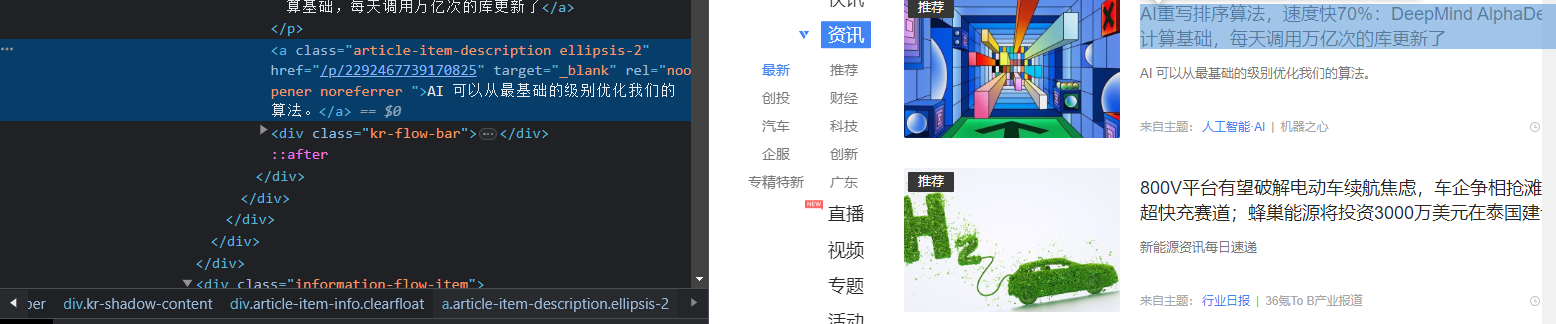 算基础，每天调用万亿次的库更新了</a>
</p>
<a class="article-item-description ellipsis-2"
href="/p/2292467739170825" target="_blank" rel="noo
pener noreferrer ">AI 可以从最基础的级别优化我们的
算法。</a> == $0
<div class="kr-flow-bar">…</div>
::after
</div>
</div>
</div>
</div>
</div>
<div class="information-flow-item">
per div.kr-shadow-content div.article-item-info.clearfloat a.article-item-description.ellipsis-2
快讯
资讯
最新 推荐
创投 财经
汽车 科技
企服 创新
专精特新 广东
NEW
直播
视频
专题
活动
推荐
AI重写排序算法，速度快70%：DeepMind AlphaDe
计算基础，每天调用万亿次的库更新了
AI 可以从最基础的级别优化我们的算法。
来自主题： 人工智能·AI | 机器之心
推荐
H2
800V平台有望破解电动车续航焦虑，车企争相抢滩
超快充赛道；蜂巢能源将投资3000万美元在泰国建
新能源资讯每日速递
来自主题： 行业日报 | 36氪To B产业报道